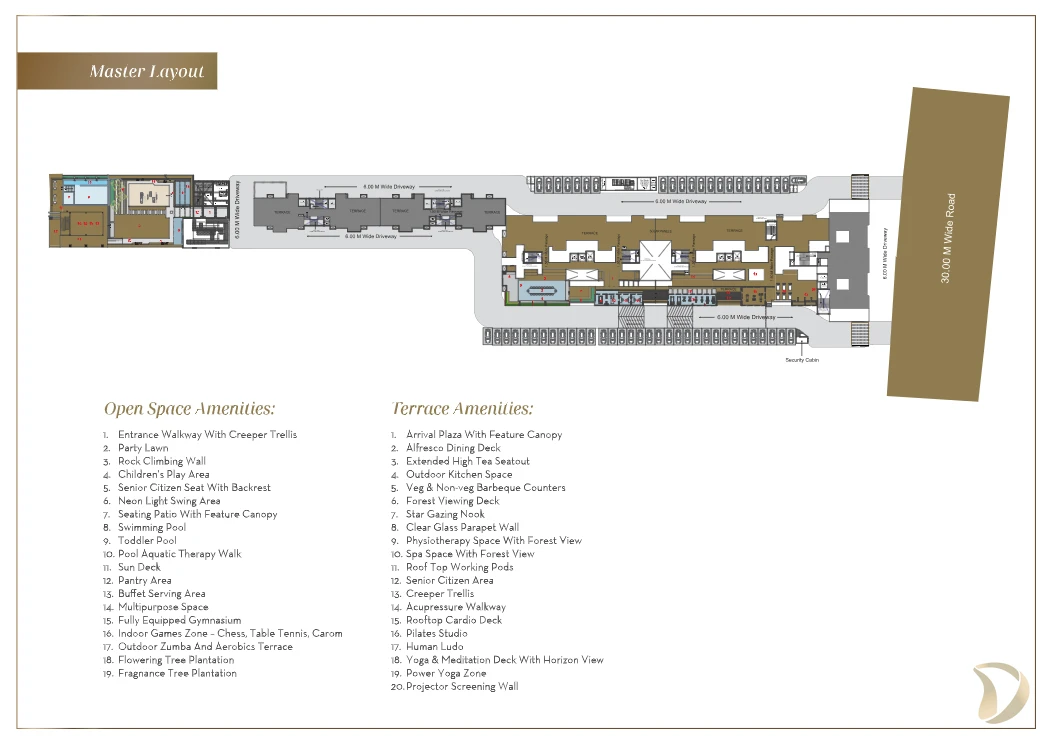 Master Layout
6.00 M Wide Driveway
6.00 M Wide Driveway
6.00 M Wide Driveway
6.00 M Wide Driveway
TERRACE
TERRACE
TERRACE
TERRACE
6.00 M Wide Driveway
30.00 M Wide Road
6.00 M Wide Driveway
Security Cabin
Open Space Amenities:
1. Entrance Walkway With Creeper Trellis
2. Party Lawn
3. Rock Climbing Wall
4. Children's Play Area
5. Senior Citizen Seat With Backrest
6. Neon Light Swing Area
7. Seating Patio With Feature Canopy
8. Swimming Pool
9. Toddler Pool
10. Pool Aquatic Therapy Walk
11. Sun Deck
12. Pantry Area
13. Buffet Serving Area
14. Multipurpose Space
15. Fully Equipped Gymnasium
16. Indoor Games Zone – Chess, Table Tennis, Carom
17. Outdoor Zumba And Aerobics Terrace
18. Flowering Tree Plantation
19. Fragnance Tree Plantation
Terrace Amenities:
1. Arrival Plaza With Feature Canopy
2. Alfresco Dining Deck
3. Extended High Tea Seatout
4. Outdoor Kitchen Space
5. Veg & Non-veg Barbeque Counters
6. Forest Viewing Deck
7. Star Gazing Nook
8. Clear Glass Parapet Wall
9. Physiotherapy Space With Forest View
10. Spa Space With Forest View
11. Roof Top Working Pods
12. Senior Citizen Area
13. Creeper Trellis
14. Acupressure Walkway
15. Rooftop Cardio Deck
16. Pilates Studio
17. Human Ludo
18. Yoga & Meditation Deck With Horizon View
19. Power Yoga Zone
20. Projector Screening Wall